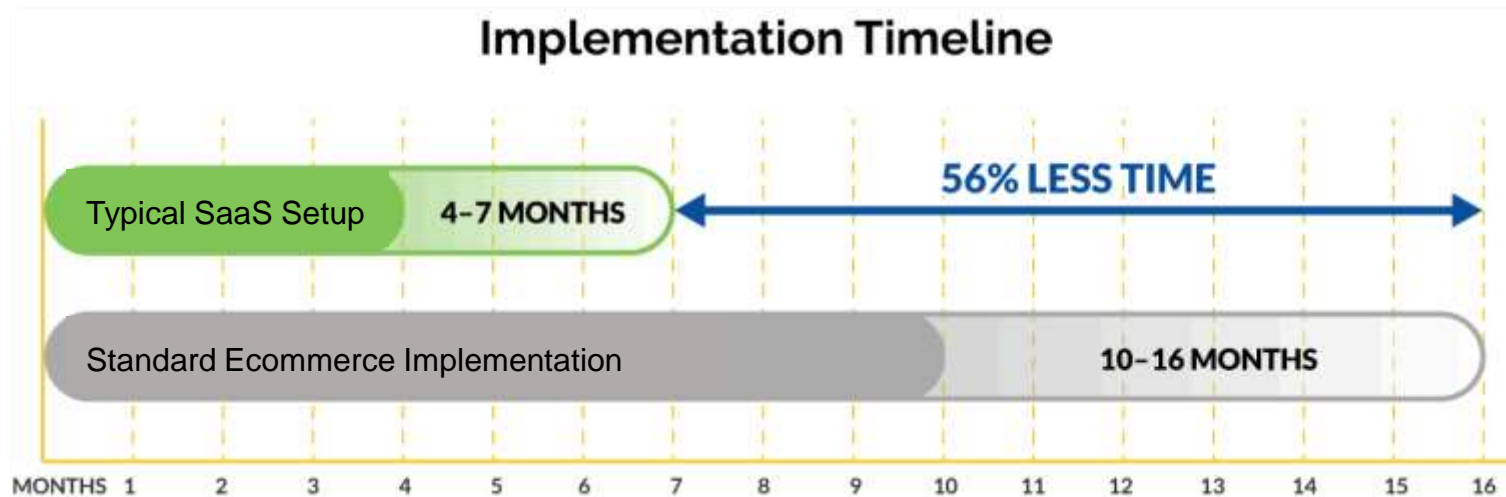 Implementation Timeline
56% LESS TIME
Typical SaaS Setup 4–7 MONTHS
Standard Ecommerce Implementation 10–16 MONTHS
MONTHS 1 2 3 4 5 6 7 8 9 10 11 12 13 14 15 16